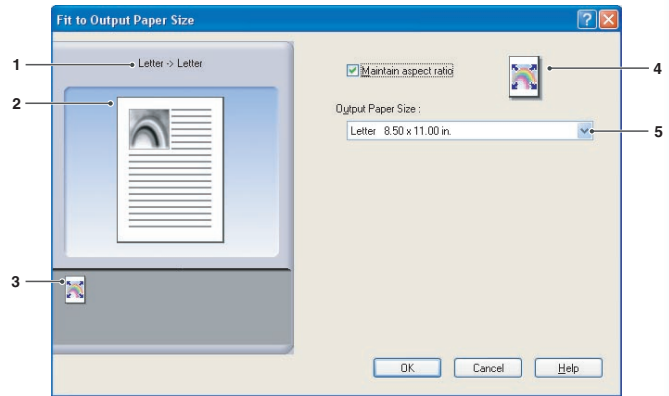 Fit to Output Paper Size
1
Letter -> Letter
2
3
Maintain aspect ratio
4
Output Paper Size :
Letter 8.50 x 11.00 in.
5
OK
Cancel
Help